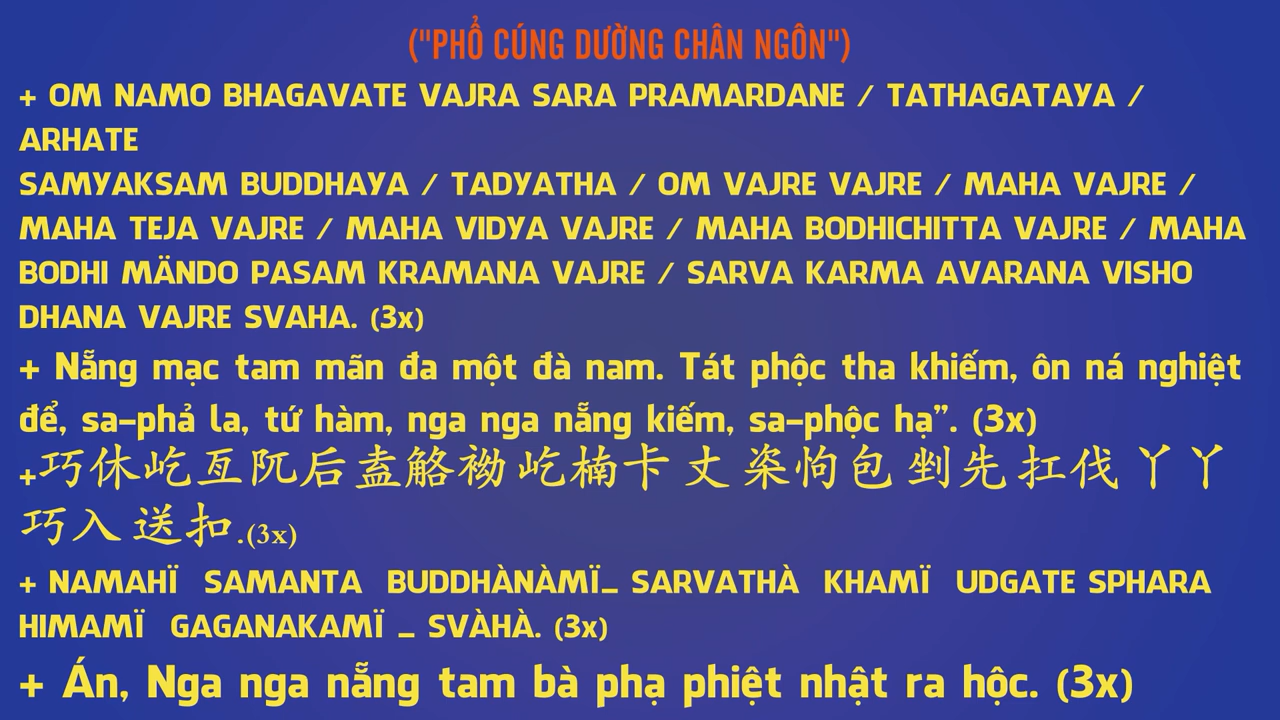 ("PHỔ CÚNG DƯỜNG CHÂN NGÔN")
+ OM NAMO BHAGAVATE VAJRA SARA PRAMARDANE / TATHAGATAYA /
ARHATE
SAMYAKSAM BUDDHAYA / TADYATHA / OM VAJRE VAJRE / MAHA VAJRE /
MAHA TEJA VAJRE / MAHA VIDYA VAJRE / MAHA BODHICHITTA VAJRE / MAHA
BODHI MÄNDO PASAM KRAMANA VAJRE / SARVA KARMA AVARANA VISHO
DHANA VAJRE SVAHA. (3x)
+ Nẵng mạc tam mãn đa một đà nam. Tát phộc tha khiếm, ôn ná nghiệt
để, sa-phả la, tứ hàm, nga nga nẵng kiếm, sa-phộc hạ”. (3x)
+巧休屹亙阢后盍觡袎 屹楠卡 丈 粢怐包 剉先 扛伐 丫丫
巧入 送扣.(3x)
+ NAMAHÏ SAMANTA BUDDHÀNÀMÏ_ SARVATHÀ KHAMÏ UDGATE SPHARA
HIMAMÏ GAGANAKAMÏ _ SVÀHÀ. (3x)
+ Án, Nga nga nẵng tam bà phạ phiệt nhật ra hộc. (3x)